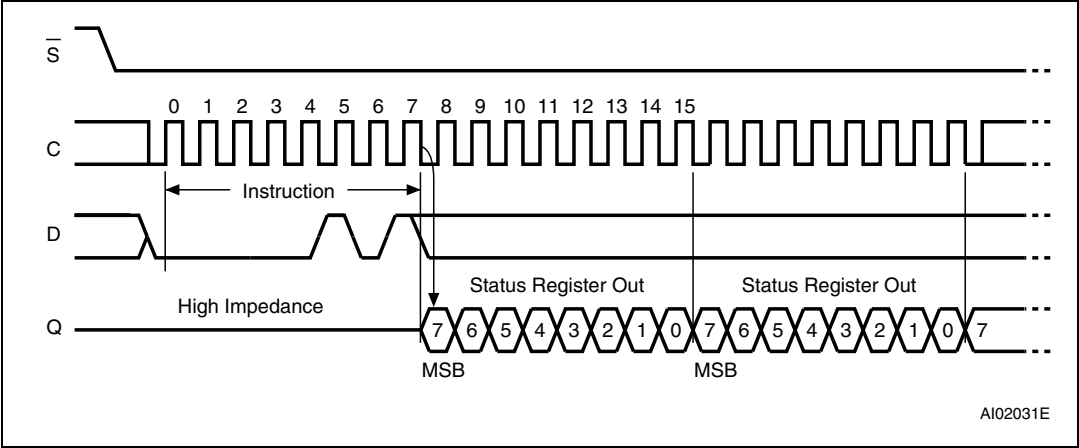 S
0 1 2 3 4 5 6 7 8 9 10 11 12 13 14 15
C
Instruction
D
Status Register Out Status Register Out
High Impedance
Q 7 6 5 4 3 2 1 0 7 6 5 4 3 2 1 0 7
MSB MSB
AI02031E